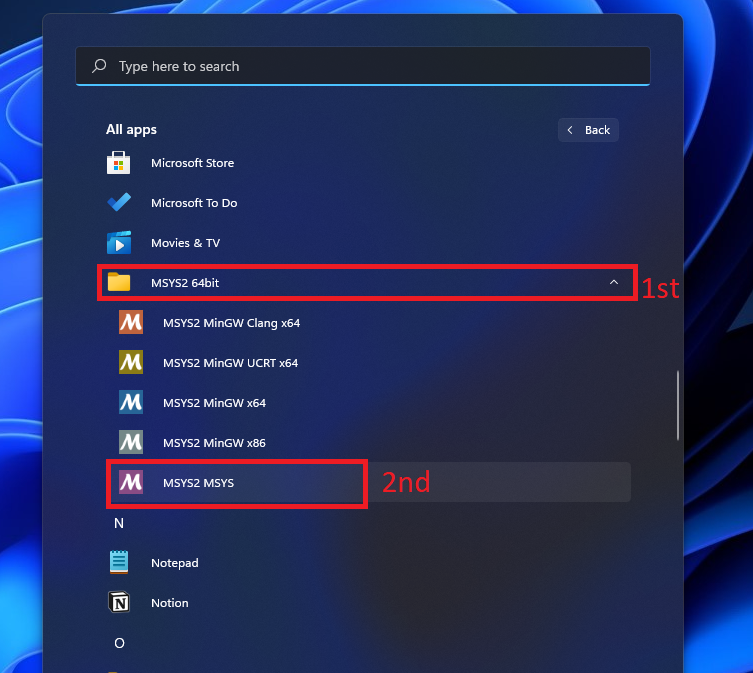 Type here to search
All apps
Back
Microsoft Store
Microsoft To Do
Movies & TV
MSYS2 64bit
1st
MSYS2 MinGW Clang x64
MSYS2 MinGW UCRT x64
MSYS2 MinGW x64
MSYS2 MinGW x86
MSYS2 MSYS
2nd
N
Notepad
Notion
O